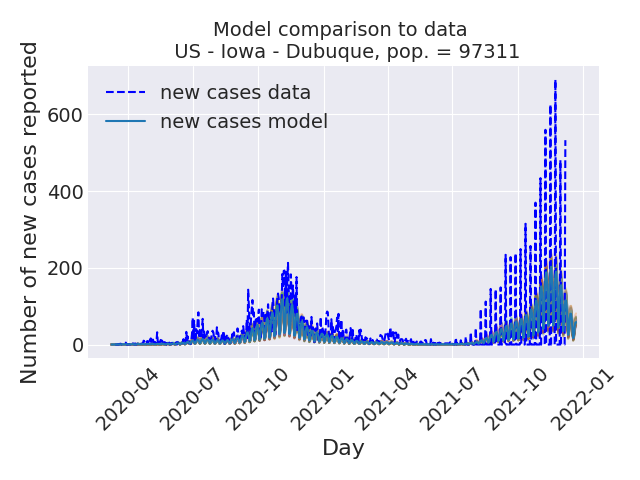 Model comparison to data
US - Iowa - Dubuque, pop. = 97311
Number of new cases reported
new cases data
new cases model
600
400
200
0
2020-04
2020-07
2020-10
2021-01
2021-04
2021-07
2021-10
2022-01
Day